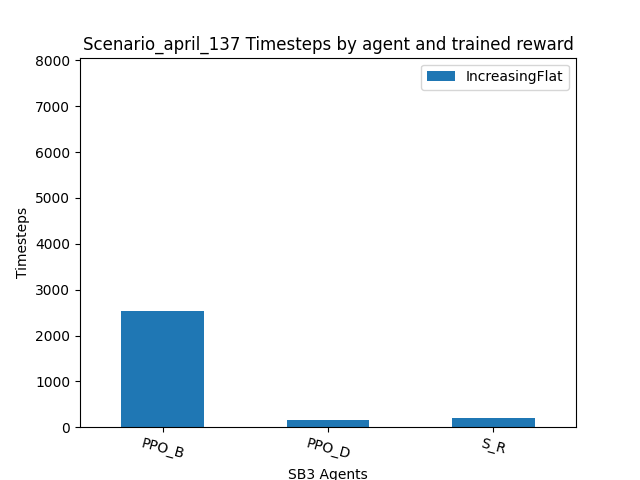 Scenario_april_137 Timesteps by agent and trained reward
IncreasingFlat
8000
7000
6000
5000
4000
3000
2000
1000
0
Timesteps
PPO_B
PPO_D
S_R
SB3 Agents